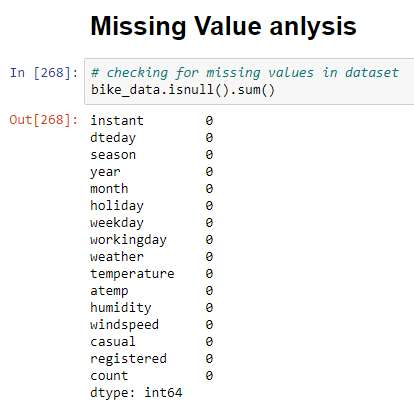 Missing Value anlysis
In [268]: # checking for missing values in dataset
bike_data.isnull().sum()
Out[268]: instant 0
dteday 0
season 0
year 0
month 0
holiday 0
weekday 0
workingday 0
weather 0
temperature 0
atemp 0
humidity 0
windspeed 0
casual 0
registered 0
count 0
dtype: int64